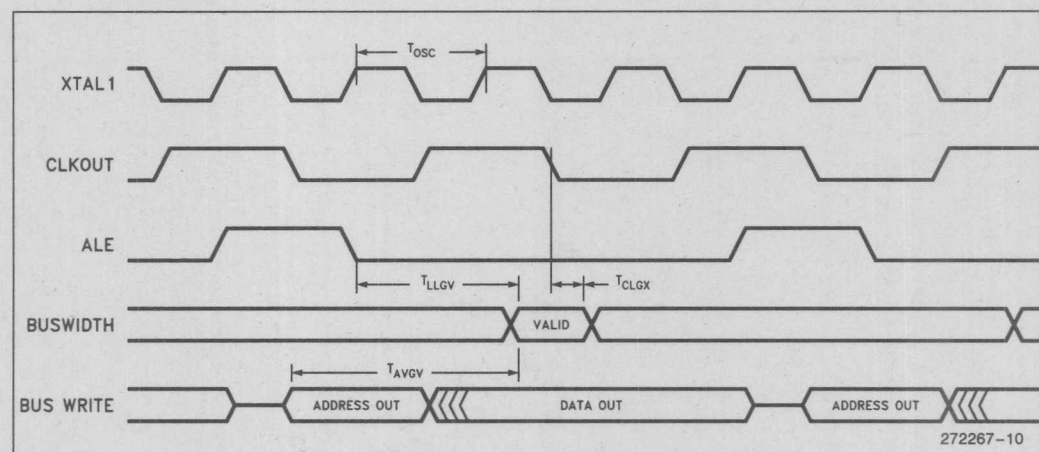 XTAL1
T_OSC
CLKOUT
ALE
T_LLGV
T_CLGX
BUSWIDTH
VALID
T_AVGV
BUS WRITE
ADDRESS OUT
DATA OUT
ADDRESS OUT
272267-10